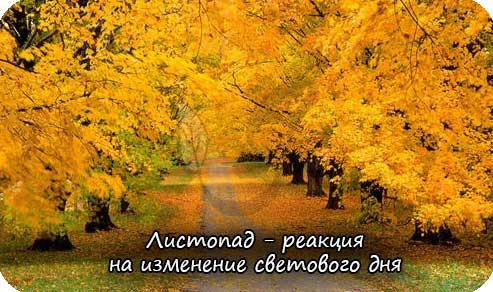 Листопад - реакция
на изменение светового дня